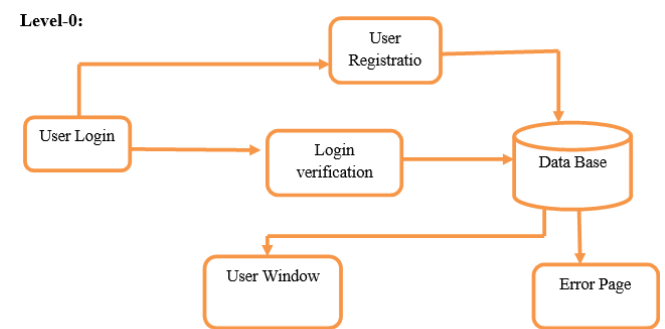 Level-0:
User
Registratio
User Login
Login
verification
Data Base
User Window
Error Page